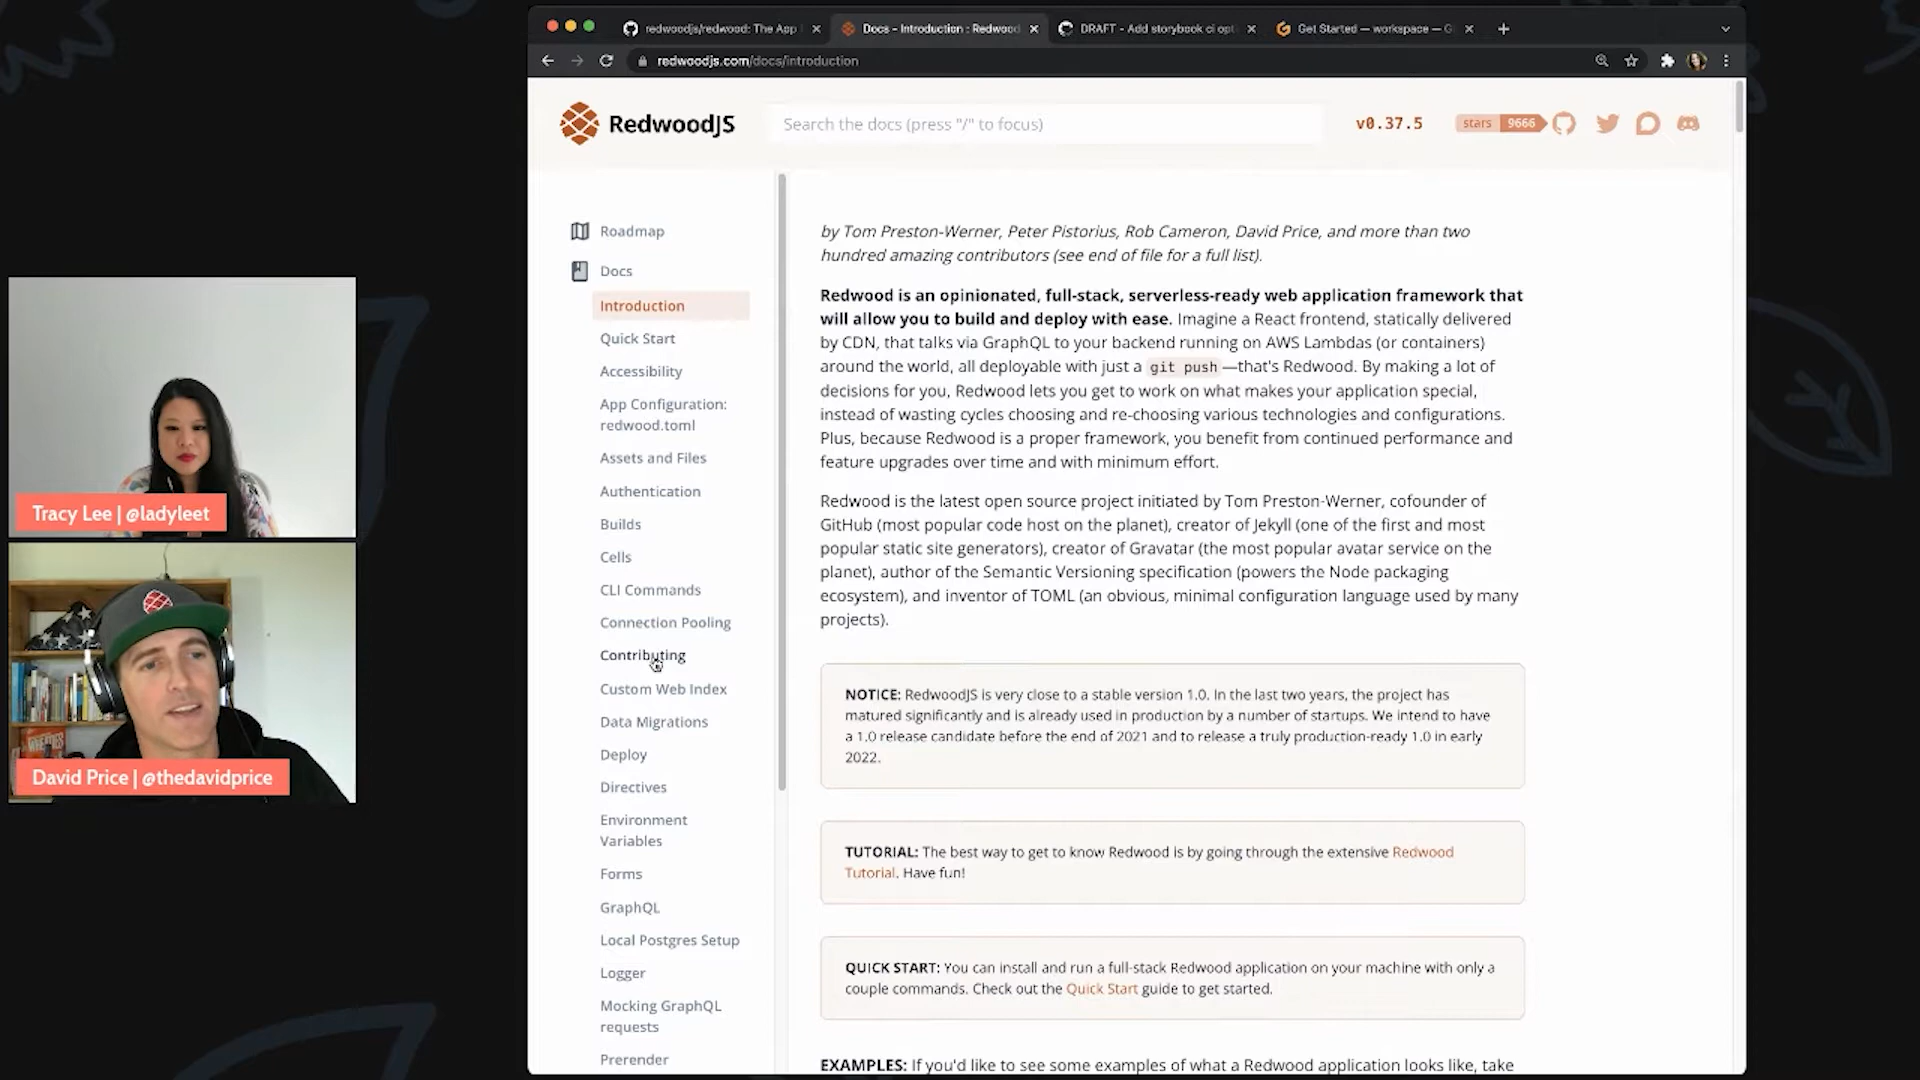 redwoodjs/redwood: The App
Docs - Introduction : Redwood
DRAFT - Add storybook ci opt
Get Started — workspace — G
redwoodjs.com/docs/introduction
RedwoodJS
Search the docs (press "/" to focus)
v0.37.5
stars 9666
Roadmap
Docs
Introduction
Quick Start
Accessibility
App Configuration:
redwood.toml
Assets and Files
Authentication
Builds
Cells
CLI Commands
Connection Pooling
Contributing
Custom Web Index
Data Migrations
Deploy
Directives
Environment
Variables
Forms
GraphQL
Local Postgres Setup
Logger
Mocking GraphQL
requests
Prerender
by Tom Preston-Werner, Peter Pistorius, Rob Cameron, David Price, and more than two
hundred amazing contributors (see end of file for a full list).
Redwood is an opinionated, full-stack, serverless-ready web application framework that
will allow you to build and deploy with ease. Imagine a React frontend, statically delivered
by CDN, that talks via GraphQL to your backend running on AWS Lambdas (or containers)
around the world, all deployable with just a git push—that's Redwood. By making a lot of
decisions for you, Redwood lets you get to work on what makes your application special,
instead of wasting cycles choosing and re-choosing various technologies and configurations.
Plus, because Redwood is a proper framework, you benefit from continued performance and
feature upgrades over time and with minimum effort.
Redwood is the latest open source project initiated by Tom Preston-Werner, cofounder of
GitHub (most popular code host on the planet), creator of Jekyll (one of the first and most
popular static site generators), creator of Gravatar (the most popular avatar service on the
planet), author of the Semantic Versioning specification (powers the Node packaging
ecosystem), and inventor of TOML (an obvious, minimal configuration language used by many
projects).
NOTICE: RedwoodJS is very close to a stable version 1.0. In the last two years, the project has
matured significantly and is already used in production by a number of startups. We intend to have
a 1.0 release candidate before the end of 2021 and to release a truly production-ready 1.0 in early
2022.
TUTORIAL: The best way to get to know Redwood is by going through the extensive Redwood
Tutorial. Have fun!
QUICK START: You can install and run a full-stack Redwood application on your machine with only a
couple commands. Check out the Quick Start guide to get started.
EXAMPLES: If you'd like to see some examples of what a Redwood application looks like, take
Tracy Lee | @ladyleet
David Price | @thedavidprice